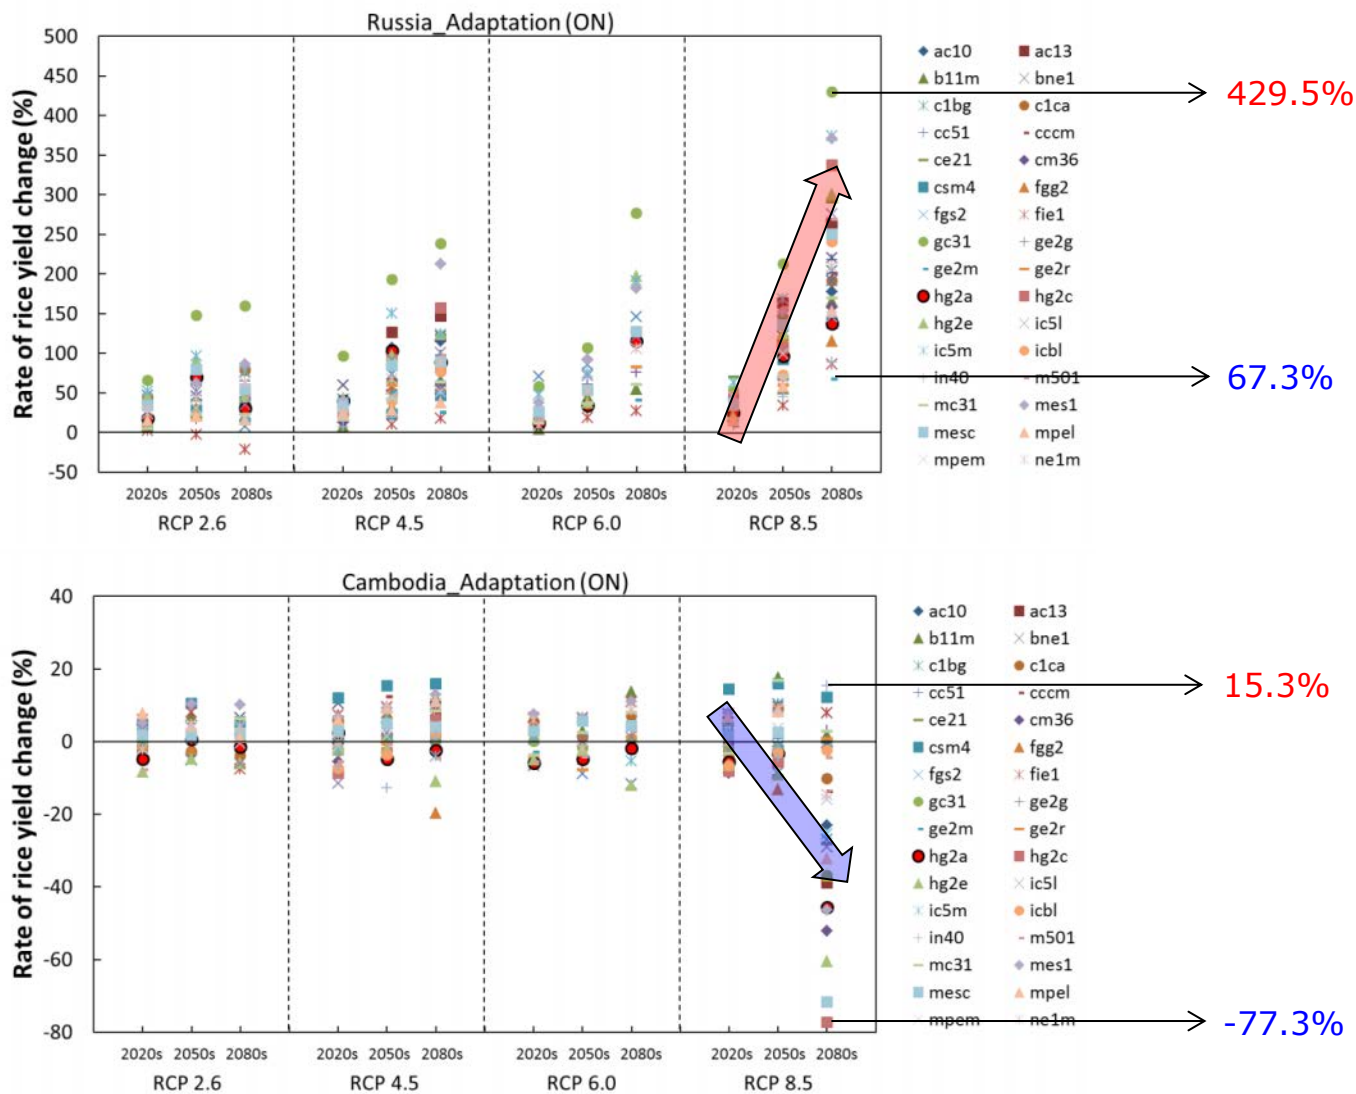 Russia_Adaptation (ON)
Rate of rice yield change (%)
500
450
400
350
300
250
200
150
100
50
0
-50
2020s 2050s 2080s 2020s 2050s 2080s 2020s 2050s 2080s 2020s 2050s 2080s
RCP 2.6 RCP 4.5 RCP 6.0 RCP 8.5
ac10 ac13
b11m bne1
c1bg c1ca
cc51 cccm
ce21 cm36
csm4 fgg2
fgs2 fie1
gc31 ge2g
ge2m ge2r
hg2a hg2c
hg2e ic5l
ic5m icbl
in40 m501
mc31 mes1
mesc mpel
mpem ne1m
429.5%
67.3%
Cambodia_Adaptation (ON)
Rate of rice yield change (%)
40
20
0
-20
-40
-60
-80
2020s 2050s 2080s 2020s 2050s 2080s 2020s 2050s 2080s 2020s 2050s 2080s
RCP 2.6 RCP 4.5 RCP 6.0 RCP 8.5
ac10 ac13
b11m bne1
c1bg c1ca
cc51 cccm
ce21 cm36
csm4 fgg2
fgs2 fie1
gc31 ge2g
ge2m ge2r
hg2a hg2c
hg2e ic5l
ic5m icbl
in40 m501
mc31 mes1
mesc mpel
mpem ne1m
15.3%
-77.3%